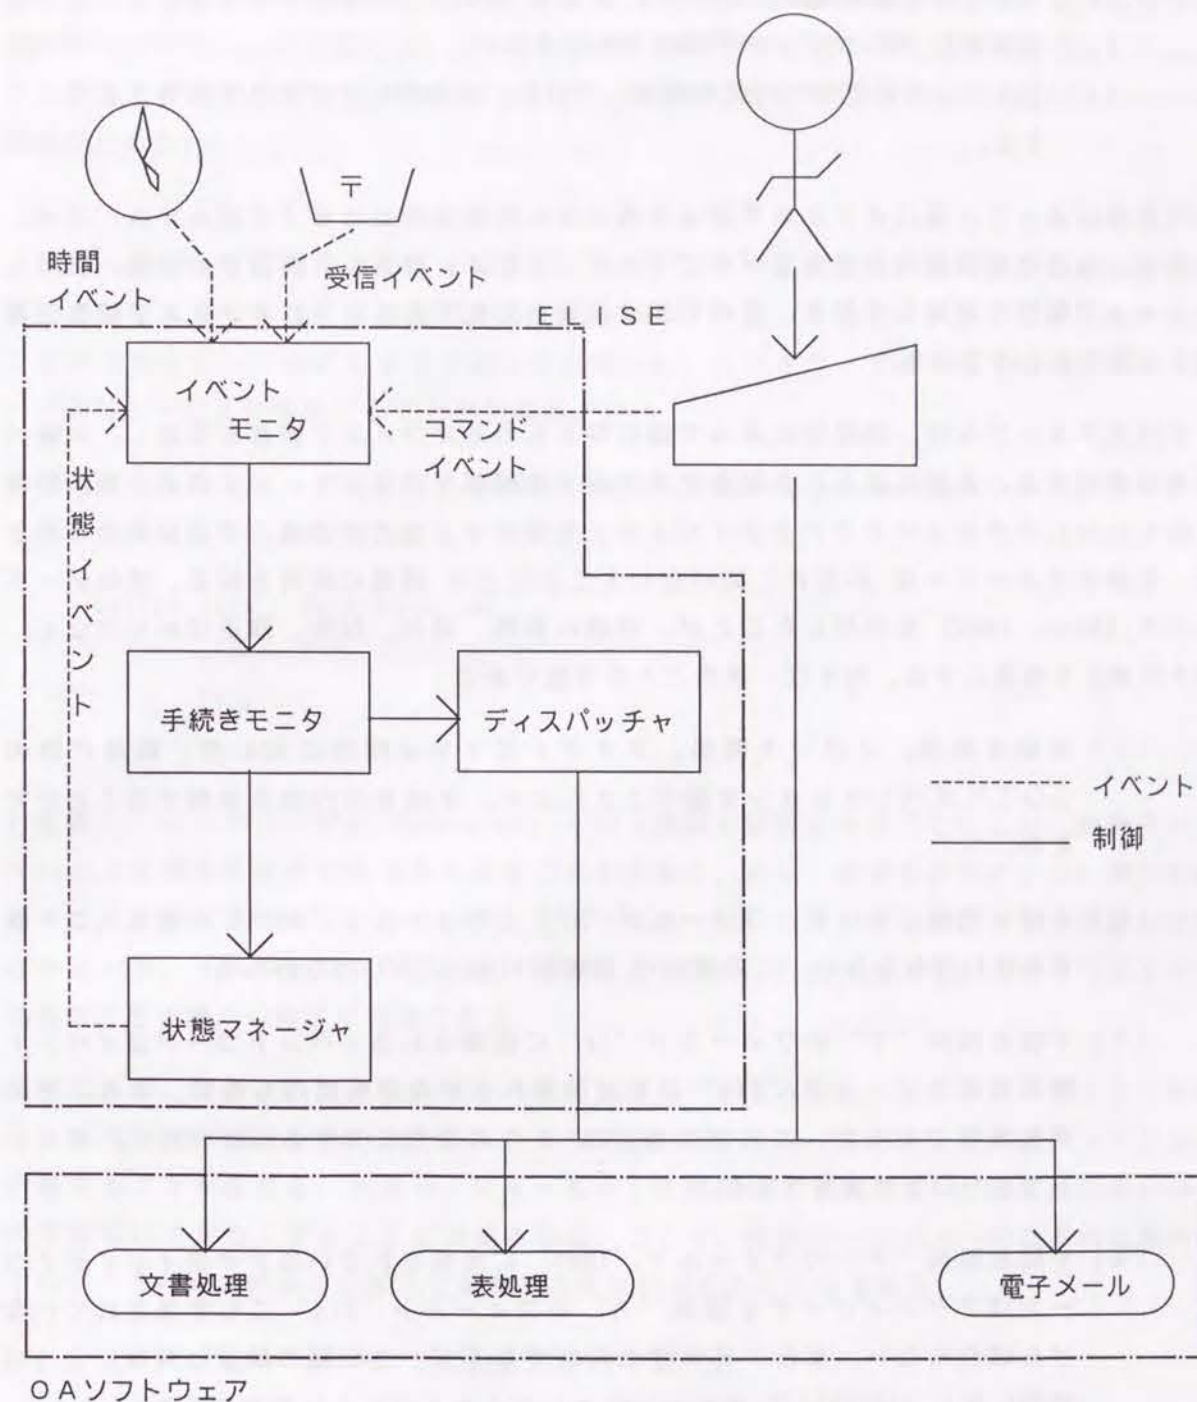 〒
時間
イベント
受信イベント
ELISE
イベント
モニタ
コマンド
イベント
状態イベント
手続きモニタ
ディスパッチャ
イベント
制御
状態マネージャ
文書処理
表処理
電子メール
OAソフトウェア